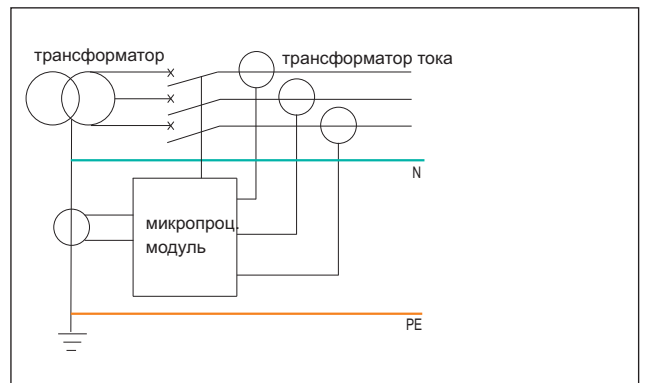 трансформатор
трансформатор тока
N
микропроц.
модуль
PE